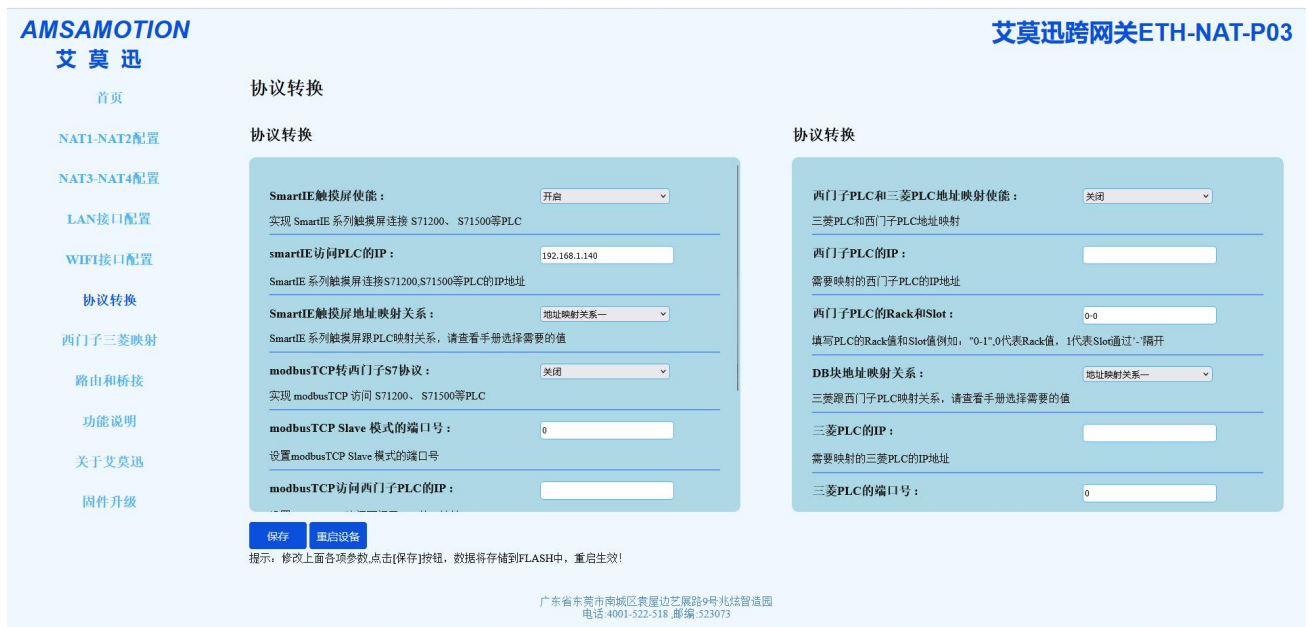 AMSAMOTION
艾莫迅
艾莫迅跨网关ETH-NAT-P03
首页
NAT1-NAT2配置
NAT3-NAT4配置
LAN接口配置
WIFI接口配置
协议转换
西门子三菱映射
路由和桥接
功能说明
关于艾莫迅
固件升级
协议转换
协议转换
SmartIE触摸屏使能：
开启
实现 SmartIE 系列触摸屏连接 S71200、 S71500等PLC
smartIE访问PLC的IP：
192.168.1.140
SmartIE 系列触摸屏连接S71200,S71500等PLC的IP地址
SmartIE触摸屏地址映射关系：
地址映射关系一
SmartIE 系列触摸屏跟PLC映射关系，请查看手册选择需要的值
modbusTCP转西门子S7协议：
关闭
实现 modbusTCP 访问 S71200、 S71500等PLC
modbusTCP Slave 模式的端口号：
0
设置modbusTCP Slave 模式的端口号
modbusTCP访问西门子PLC的IP：
协议转换
西门子PLC和三菱PLC地址映射使能：
关闭
三菱PLC和西门子PLC地址映射
西门子PLC的IP：
需要映射的西门子PLC的IP地址
西门子PLC的Rack和Slot：
0-0
填写PLC的Rack值和Slot值例如："0-1",0代表Rack值，1代表Slot通过'-'隔开
DB块地址映射关系：
地址映射关系一
三菱跟西门子PLC映射关系，请查看手册选择需要的值
三菱PLC的IP：
需要映射的三菱PLC的IP地址
三菱PLC的端口号：
0
保存
重启设备
提示：修改上面各项参数,点击[保存]按钮，数据将存储到FLASH中，重启生效!
广东省东莞市南城区袁屋边艺展路9号兆炫智造园
电话:4001-522-518 ,邮编:523073